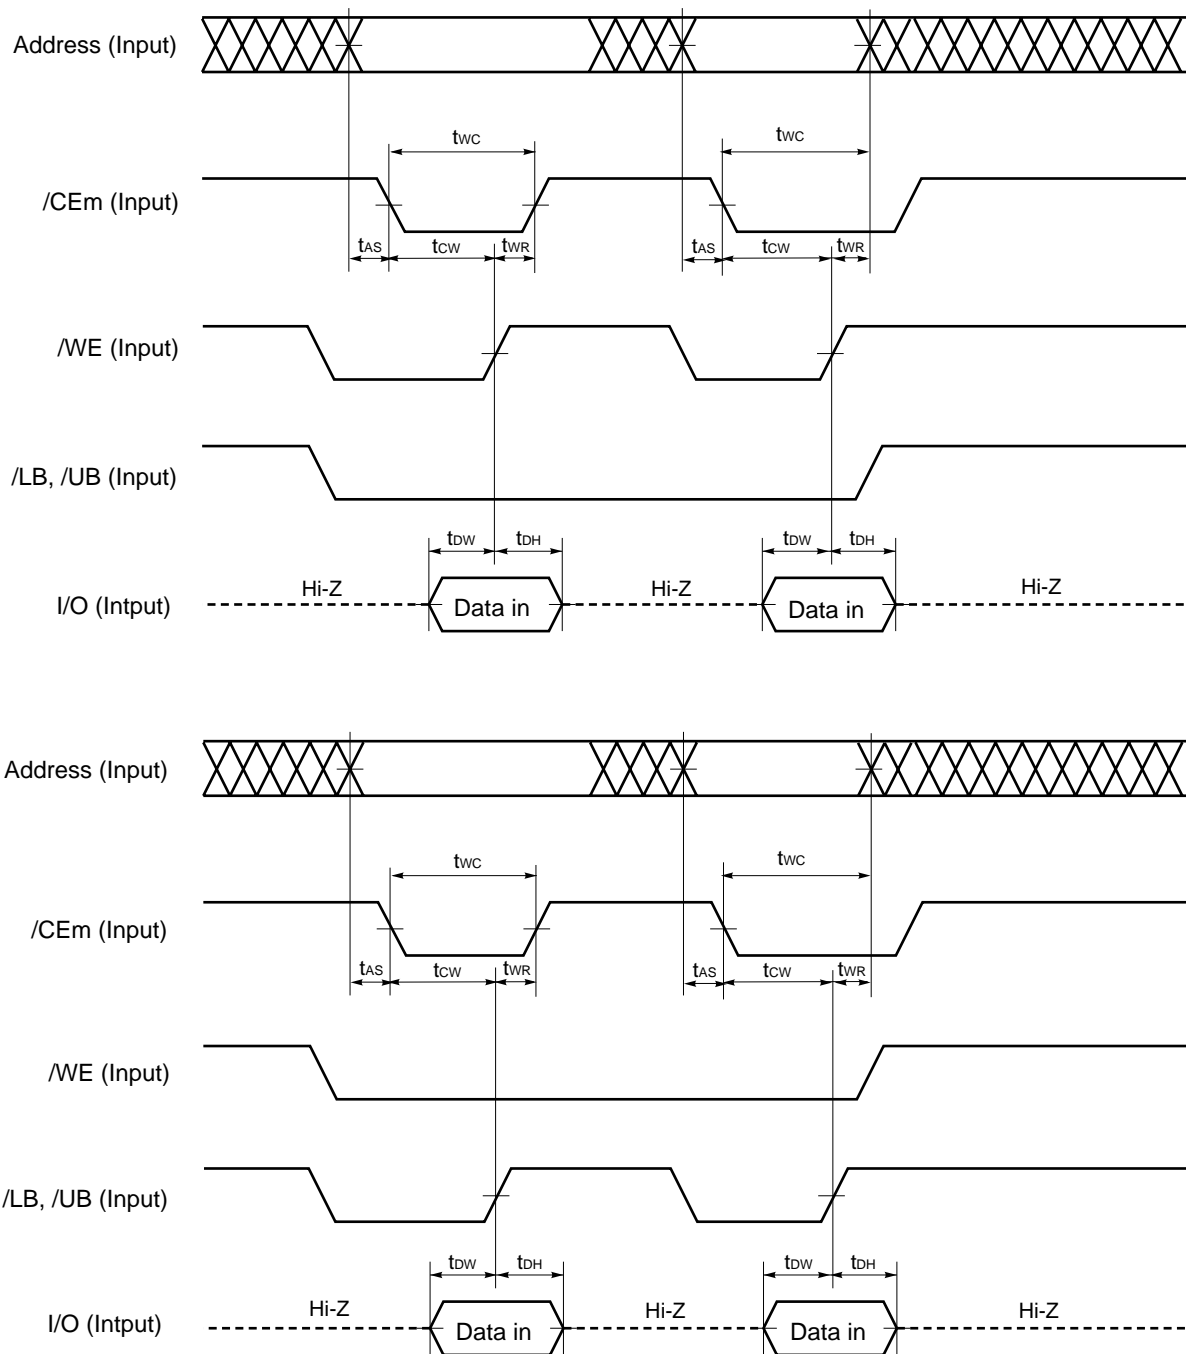 Address (Input)
tWC tWC
/CEm (Input)
tAS tCW tWR tAS tCW tWR
/WE (Input)
/LB, /UB (Input)
tDW tDH tDW tDH
Hi-Z Hi-Z Hi-Z
I/O (Intput) Data in Data in
Address (Input)
tWC tWC
/CEm (Input)
tAS tCW tWR tAS tCW tWR
/WE (Input)
/LB, /UB (Input)
tDW tDH tDW tDH
Hi-Z Hi-Z Hi-Z
I/O (Intput) Data in Data in